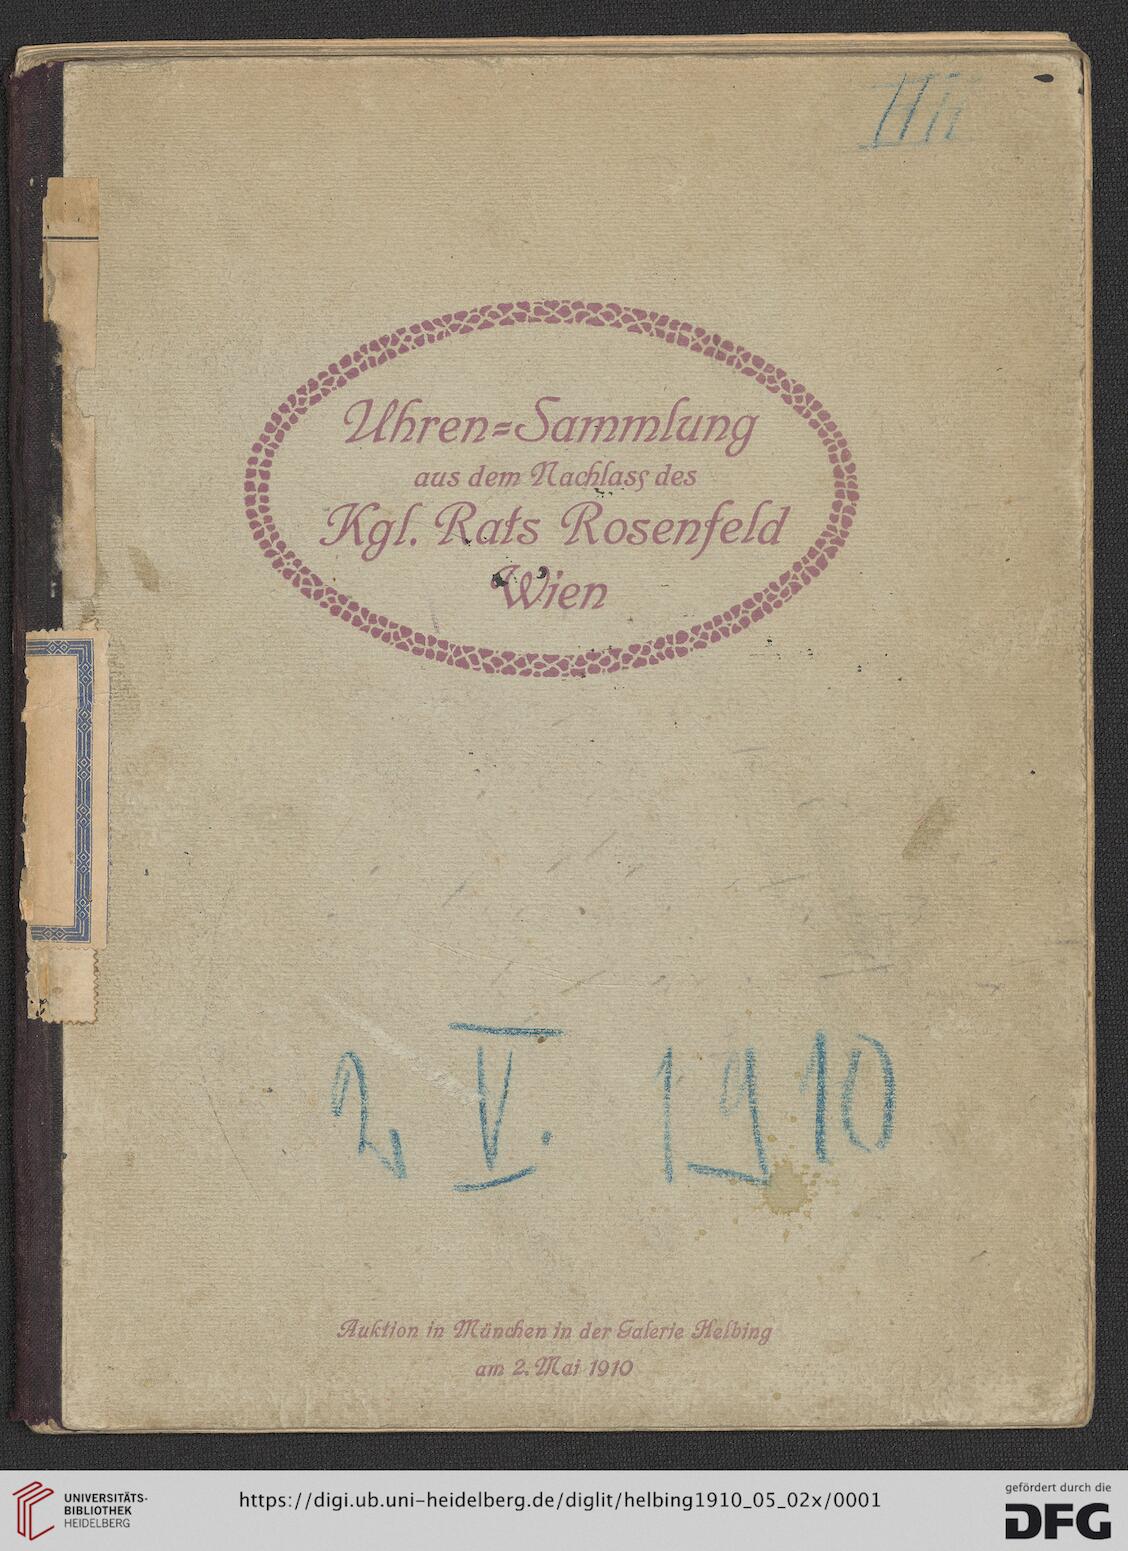 II
Uhren=Sammlung
aus dem Nachlass des
Kgl. Rats Rosenfeld
Wien
2 V. 1910
Auktion in München in der Galerie Helbing
am 2. Mai 1910
UNIVERSITÄTS-
BIBLIOTHEK
HEIDELBERG
https://digi.ub.uni-heidelberg.de/diglit/helbing1910_05_02x/0001
gefördert durch die
DFG